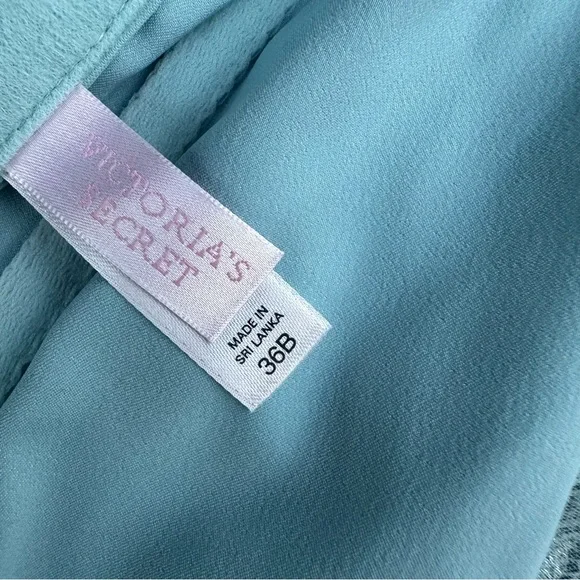 VICTORIA'S
SECRET
MADE IN
SRI LANKA
36B